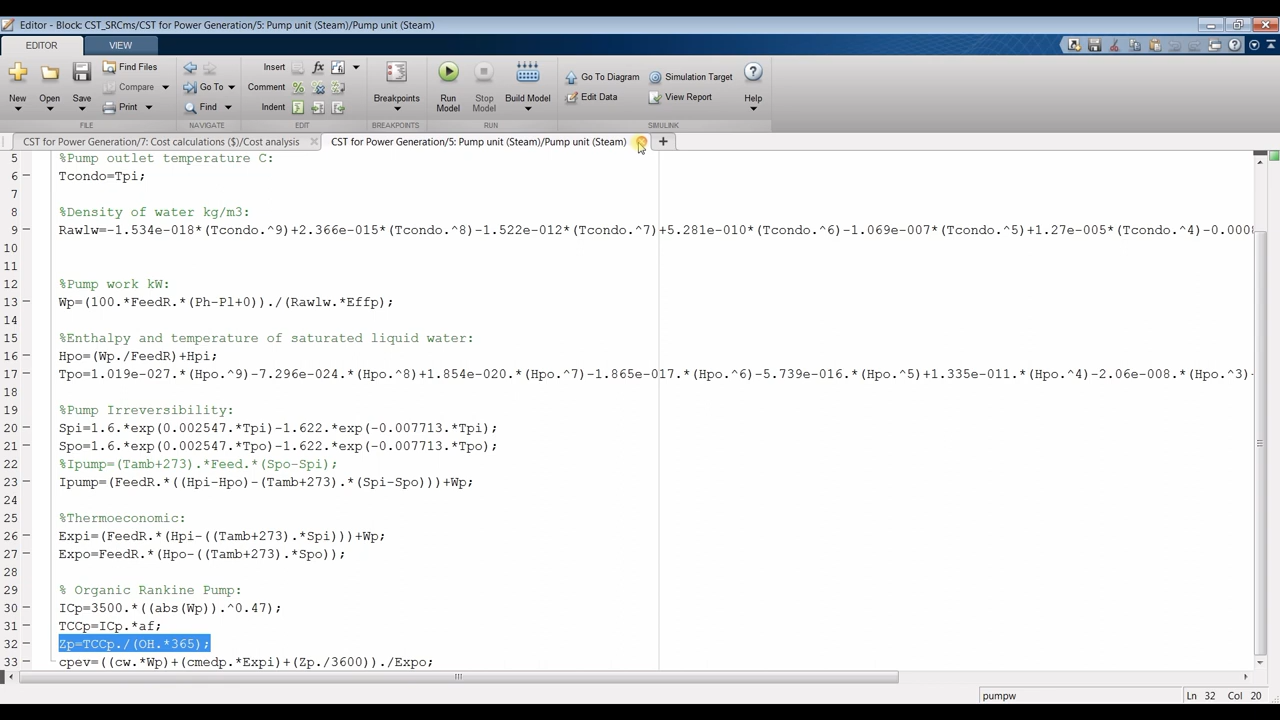 Editor - Block: CST_SRCms/CST for Power Generation/5: Pump unit (Steam)/Pump unit (Steam)
EDITOR VIEW
New Open Save Find Files Compare Print
Go To Find
Insert Comment Indent
Breakpoints
Run Model Stop Model Build Model
Go To Diagram Simulation Target
Edit Data View Report
Help
FILE NAVIGATE EDIT BREAKPOINTS RUN SIMULINK
CST for Power Generation/7: Cost calculations ($)/Cost analysis CST for Power Generation/5: Pump unit (Steam)/Pump unit (Steam)
5 %Pump outlet temperature C:
6 Tcondo=Tpi;
7
8 %Density of water kg/m3:
9 Rawlw=-1.534e-018*(Tcondo.^9)+2.366e-015*(Tcondo.^8)-1.522e-012*(Tcondo.^7)+5.281e-010*(Tcondo.^6)-1.069e-007*(Tcondo.^5)+1.27e-005*(Tcondo.^4)-0.000
10
11
12 %Pump work kW:
13 Wp=(100.*FeedR.*(Ph-Pl+0))./(Rawlw.*Effp);
14
15 %Enthalpy and temperature of saturated liquid water:
16 Hpo=(Wp./FeedR)+Hpi;
17 Tpo=1.019e-027.*(Hpo.^9)-7.296e-024.*(Hpo.^8)+1.854e-020.*(Hpo.^7)-1.865e-017.*(Hpo.^6)-5.739e-016.*(Hpo.^5)+1.335e-011.*(Hpo.^4)-2.06e-008.*(Hpo.^3)-
18
19 %Pump Irreversibility:
20 Spi=1.6.*exp(0.002547.*Tpi)-1.622.*exp(-0.007713.*Tpi);
21 Spo=1.6.*exp(0.002547.*Tpo)-1.622.*exp(-0.007713.*Tpo);
22 %Ipump=(Tamb+273).*Feed.*(Spo-Spi);
23 Ipump=(FeedR.*((Hpi-Hpo)-(Tamb+273).*(Spi-Spo)))+Wp;
24
25 %Thermoeconomic:
26 Expi=(FeedR.*(Hpi-((Tamb+273).*Spi)))+Wp;
27 Expo=FeedR.*(Hpo-((Tamb+273).*Spo));
28
29 % Organic Rankine Pump:
30 ICp=3500.*((abs(Wp)).^0.47);
31 TCCp=ICp.*af;
32 Zp=TCCp./(OH.*365);
33 cpev=((cw.*Wp)+(cmedp.*Expi)+(Zp./3600))./Expo;
pumpw Ln 32 Col 20